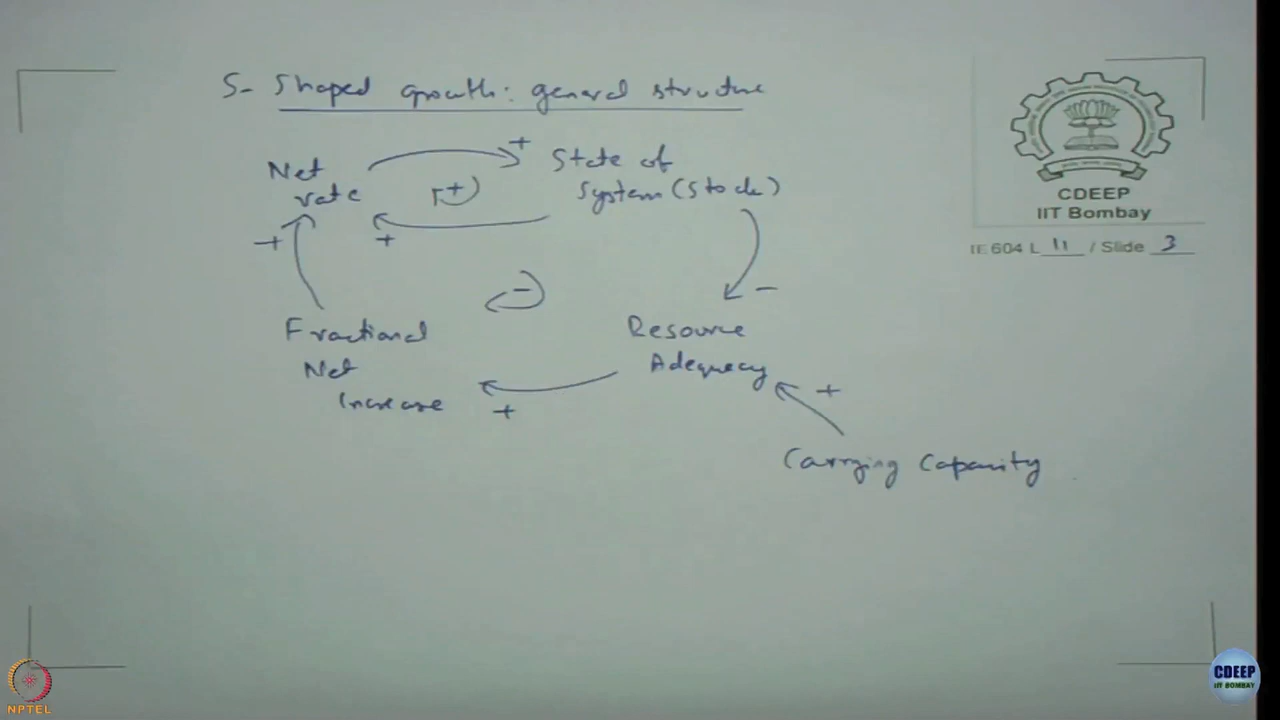 S- Shaped growth: general structure
Net rate
+
State of System (Stock)
+
+
+
-
-
Fractional Net Increase
Resource Adequacy
+
+
Carrying Capacity
CDEEP
IIT Bombay
IE 604 L 11 / Slide 3
NPTEL
CDEEP
IIT BOMBAY